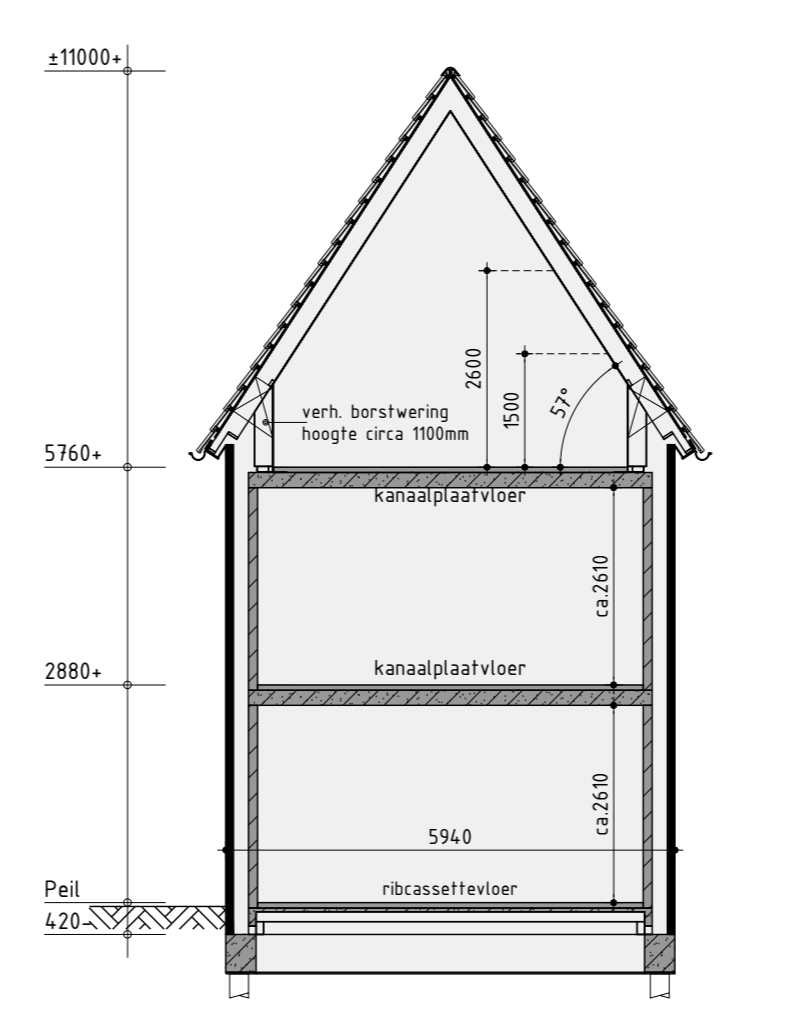 ±11000+
2600
1500
57°
verh. borstwering
hoogte circa 1100mm
5760+
kanaalplaatvloer
ca.2610
kanaalplaatvloer
2880+
ca.2610
5940
ribcassettevloer
Peil
420-